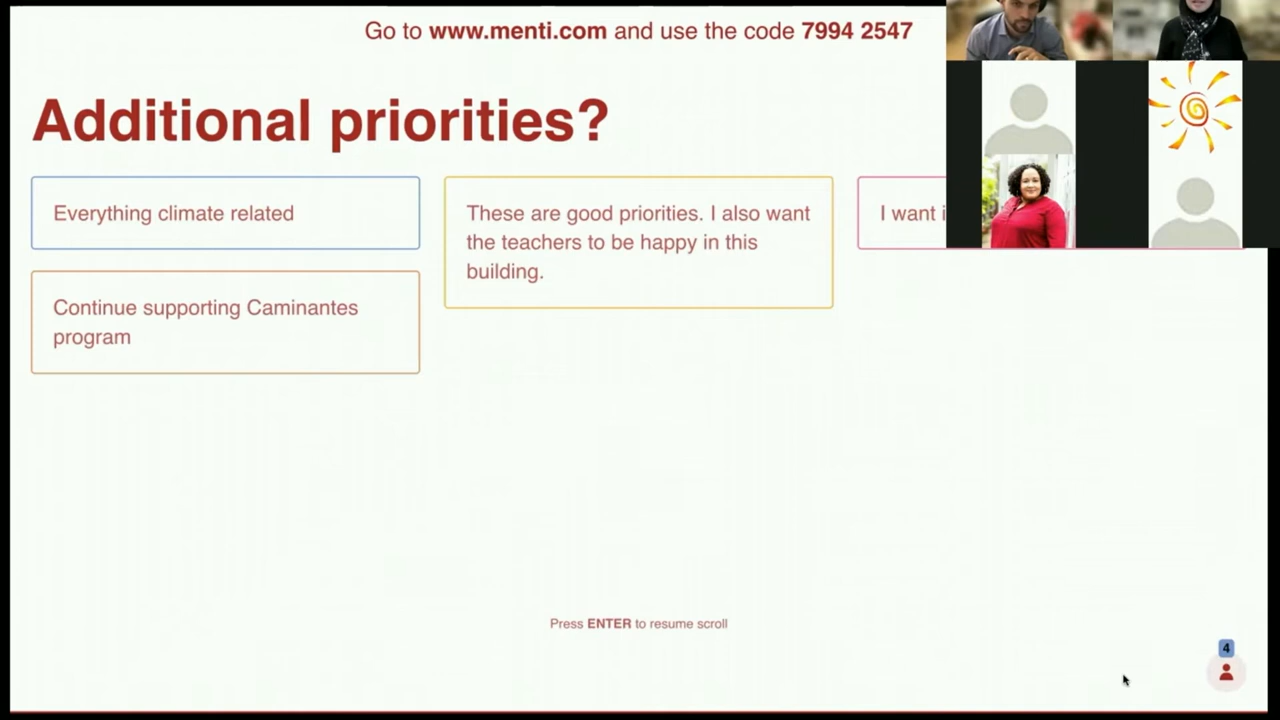 Go to www.menti.com and use the code 7994 2547
Additional priorities?
Everything climate related
Continue supporting Caminantes
program
These are good priorities. I also want
the teachers to be happy in this
building.
I want
Press ENTER to resume scroll
4